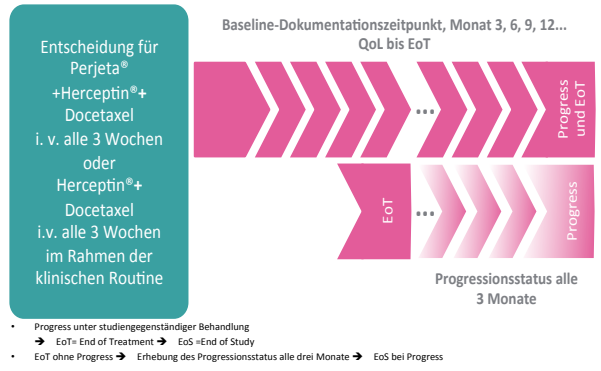 Baseline-Dokumentationszeitpunkt, Monat 3, 6, 9, 12...
QoL bis EoT
Entscheidung für
Perjeta®
+Herceptin®+
Docetaxel
i. v. alle 3 Wochen
oder
Herceptin®+
Docetaxel
i.v. alle 3 Wochen
im Rahmen der
klinischen Routine
...
Progress
und EoT
EoT
...
Progress
Progressionsstatus alle
3 Monate
• Progress unter studiengegenständiger Behandlung
➔ EoT= End of Treatment ➔ EoS =End of Study
• EoT ohne Progress ➔ Erhebung des Progressionsstatus alle drei Monate ➔ EoS bei Progress